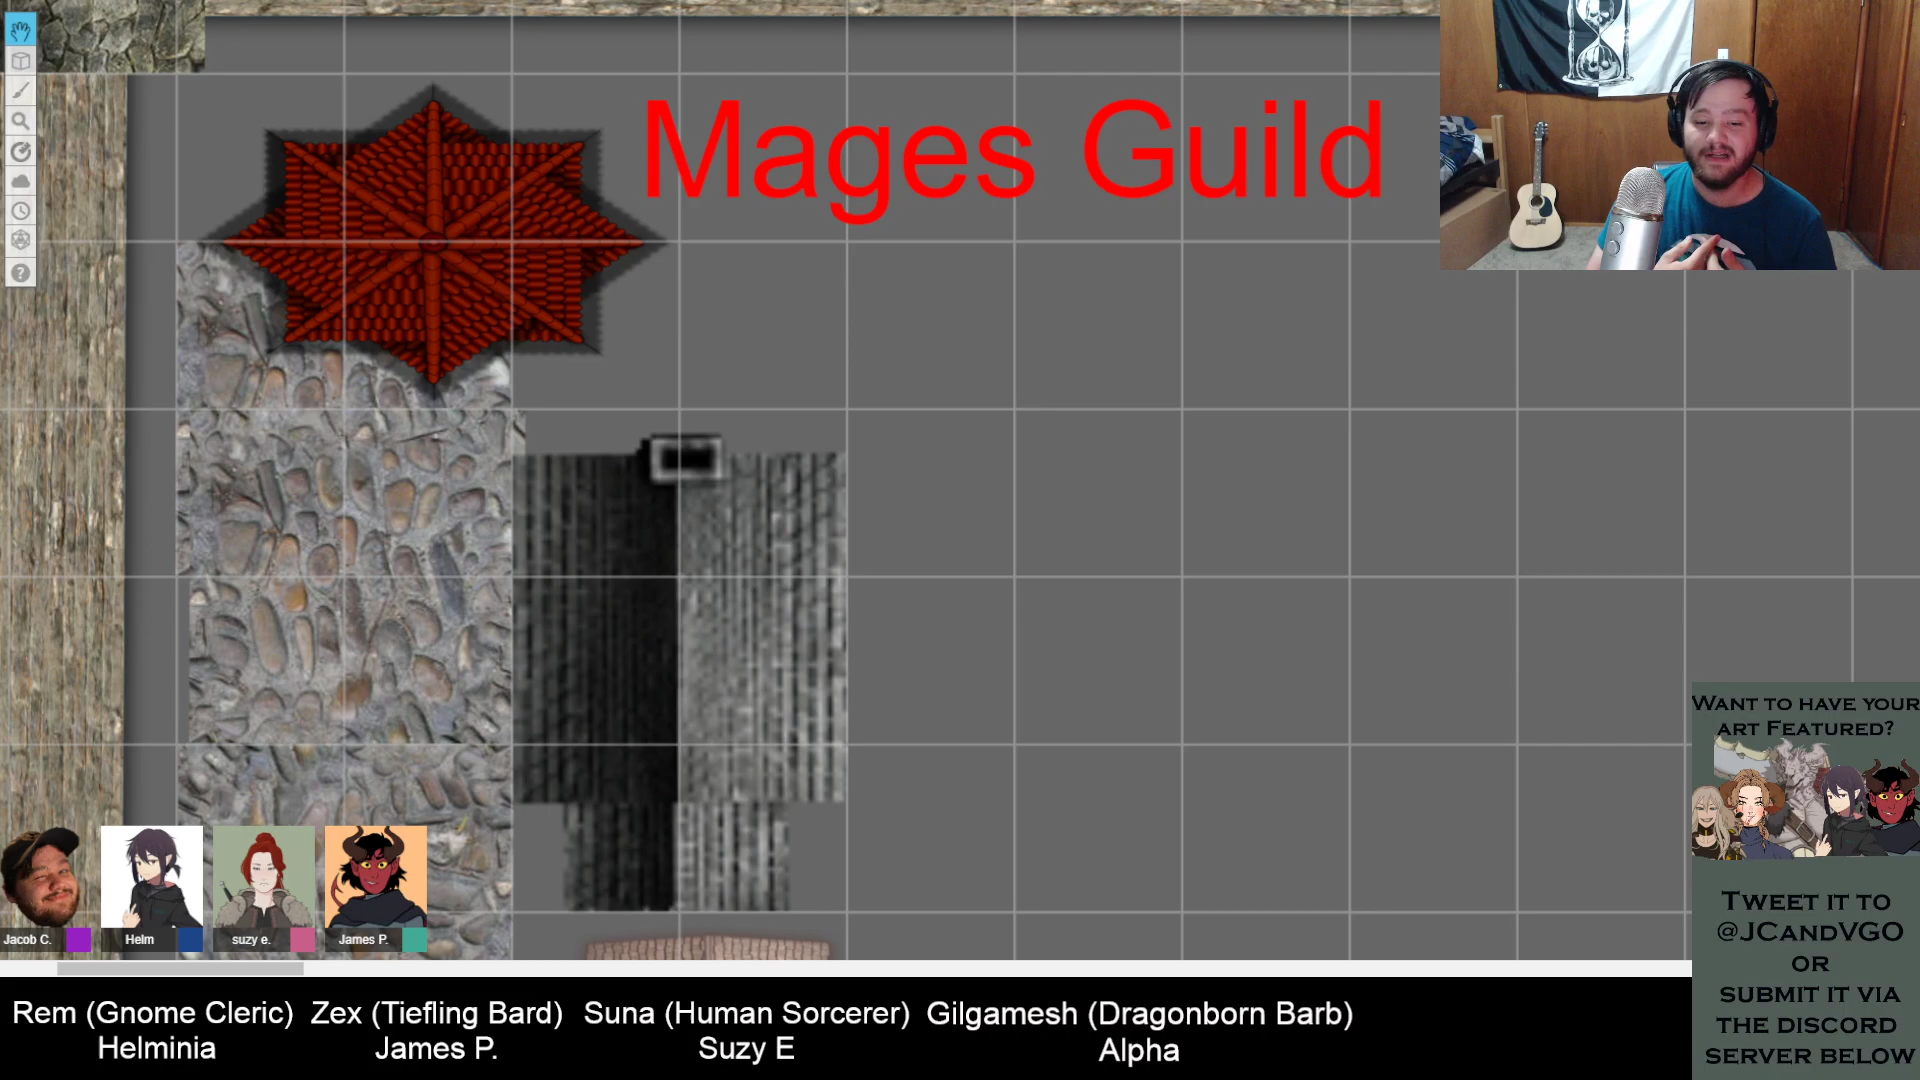 Mages Guild
WANT TO HAVE YOUR
ART FEATURED?
TWEET IT TO
@JCANDVGO
OR
SUBMIT IT VIA
THE DISCORD
SERVER BELOW
Jacob C.
Helm
suzy e.
James P.
Rem (Gnome Cleric)
Helminia
Zex (Tiefling Bard)
James P.
Suna (Human Sorcerer)
Suzy E
Gilgamesh (Dragonborn Barb)
Alpha